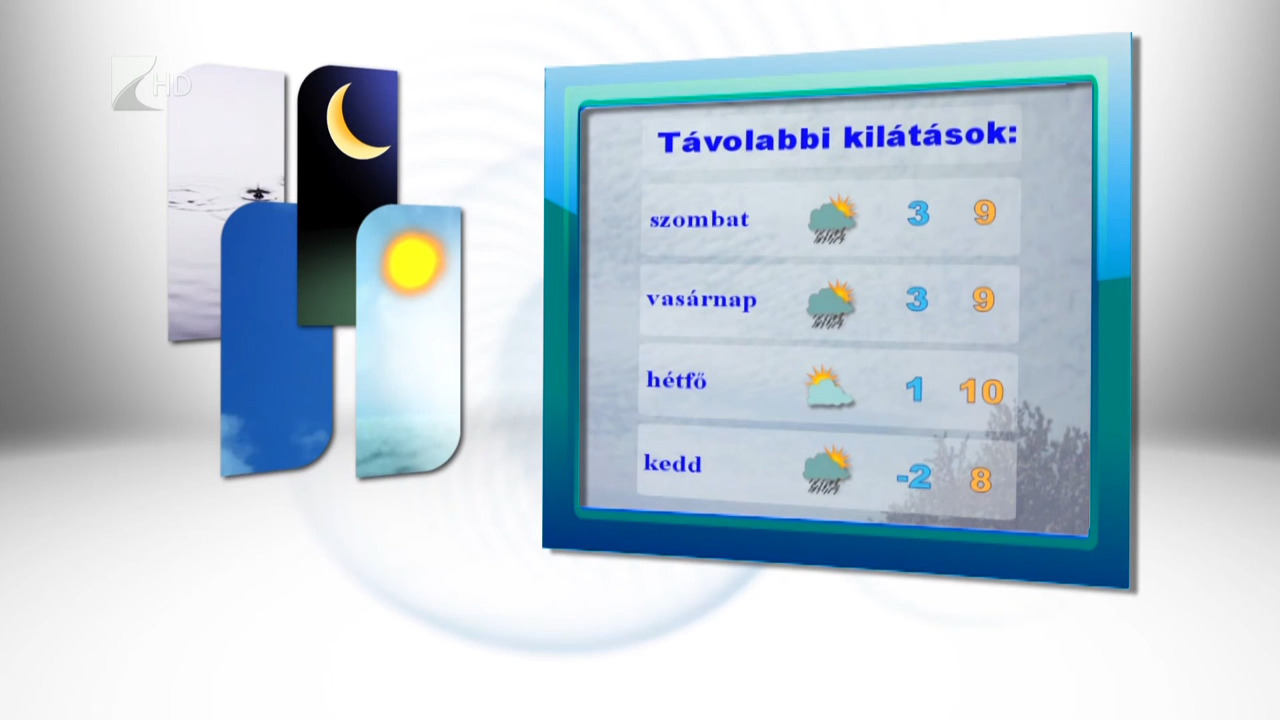 HD
Távolabbi kilátások:
szombat 3 9
vasárnap 3 9
hétfő 1 10
kedd -2 8